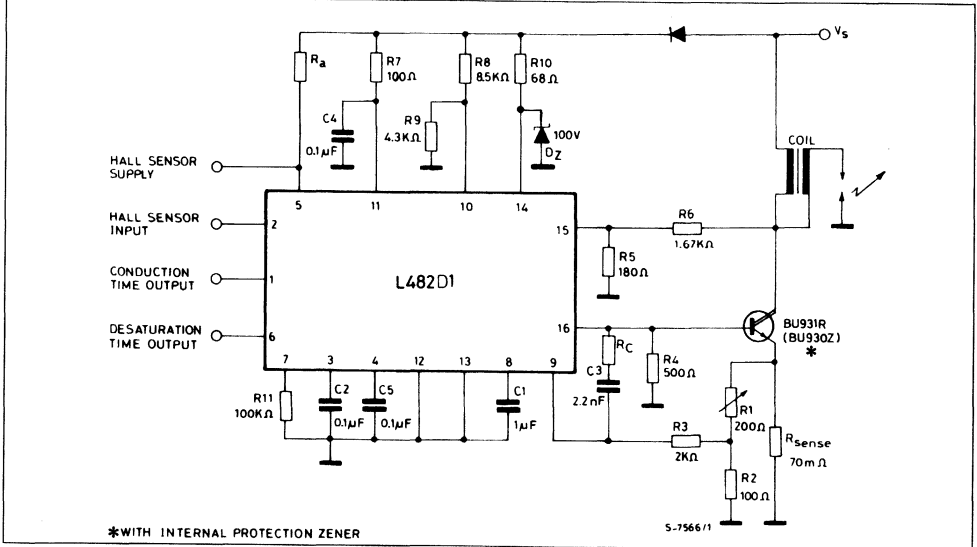 Vs
Ra
R7
100Ω
R8
8.5KΩ
R10
68Ω
C4
0.1µF
R9
4.3KΩ
100V
DZ
COIL
HALL SENSOR
SUPPLY
5
11
10
14
HALL SENSOR
INPUT
2
15
R6
1.67KΩ
R5
180Ω
CONDUCTION
TIME OUTPUT
1
L482D1
DESATURATION
TIME OUTPUT
6
16
BU931R
(BU930Z)
*
RC
C3
2.2nF
R4
500Ω
7
3
4
12
13
8
9
R11
100KΩ
C2
0.1µF
C5
0.1µF
C1
1µF
R1
200Ω
R3
2KΩ
Rsense
70mΩ
R2
100Ω
S-7566/1
*WITH INTERNAL PROTECTION ZENER